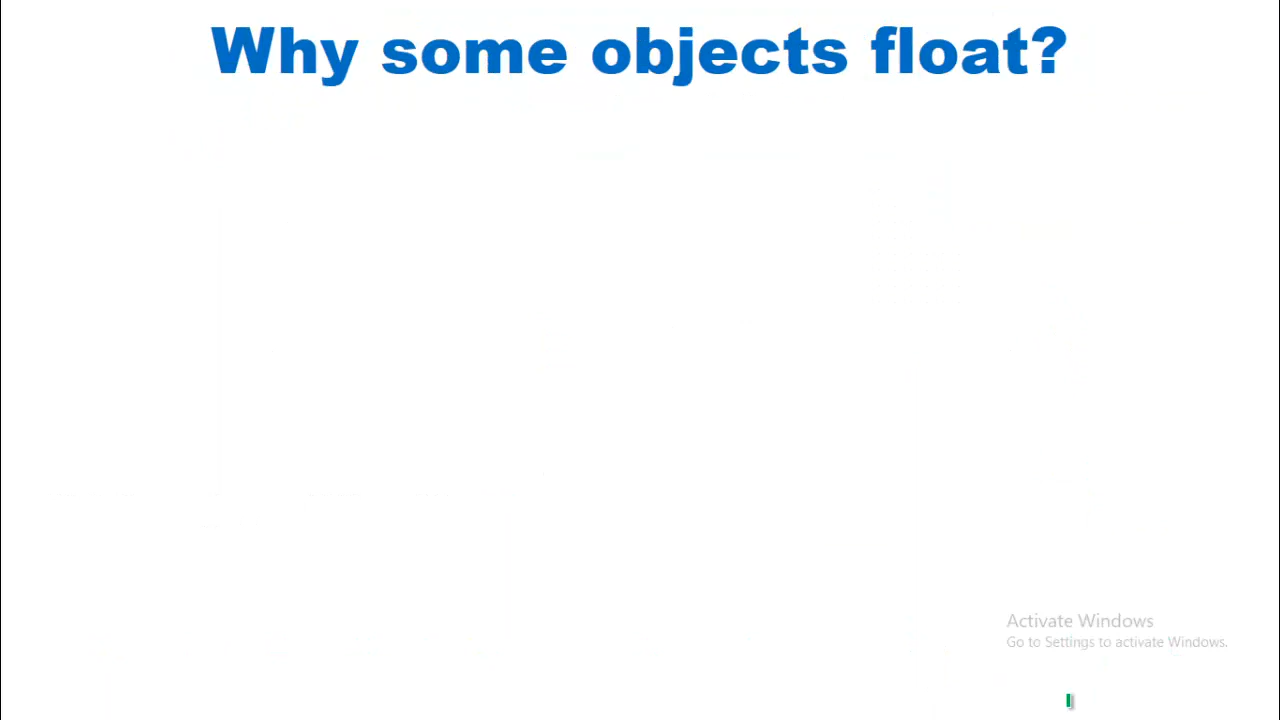 Why some objects float?
Activate Windows
Go to Settings to activate Windows.